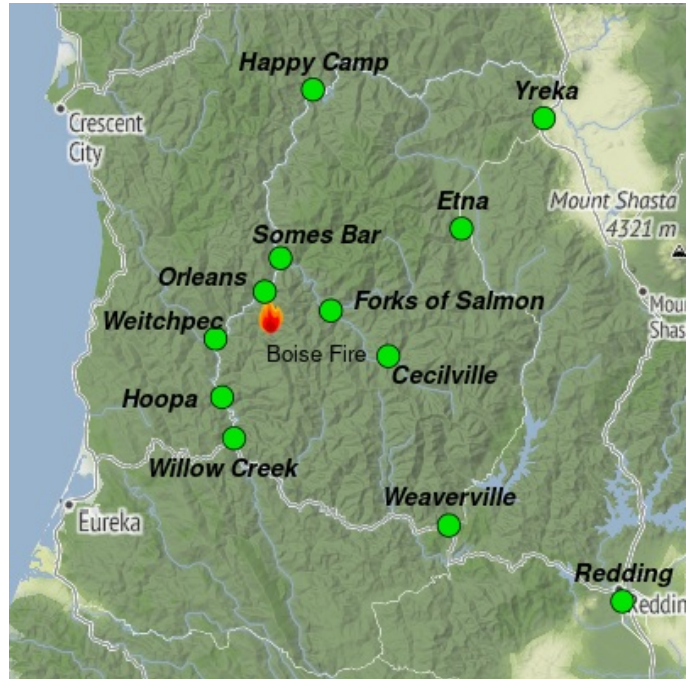 Happy Camp
Yreka
Crescent
City
Etna
Mount Shasta
4321 m
Somes Bar
Orleans
Forks of Salmon
Weitchpec
Boise Fire
Cecilville
Hoopa
Willow Creek
Weaverville
Eureka
Redding